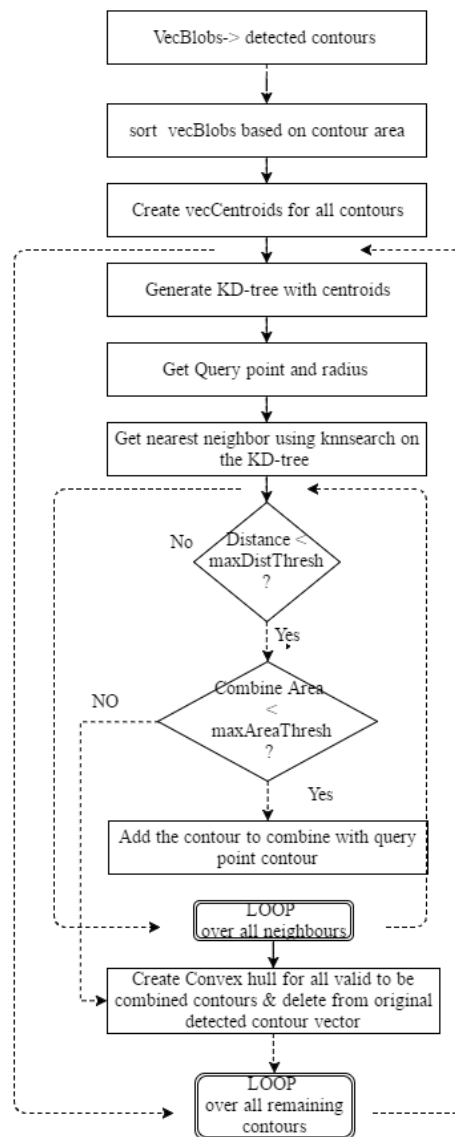 VecBlobs-> detected contours
sort vecBlobs based on contour area
Create vecCentroids for all contours
Generate KD-tree with centroids
Get Query point and radius
Get nearest neighbor using knnsearch on
the KD-tree
No
Distance <
maxDistThresh
?
Yes
NO
Combine Area
<
maxAreaThresh
?
Yes
Add the contour to combine with query
point contour
LOOP
over all neighbours
Create Convex hull for all valid to be
combined contours & delete from original
detected contour vector
LOOP
over all remaining
contours